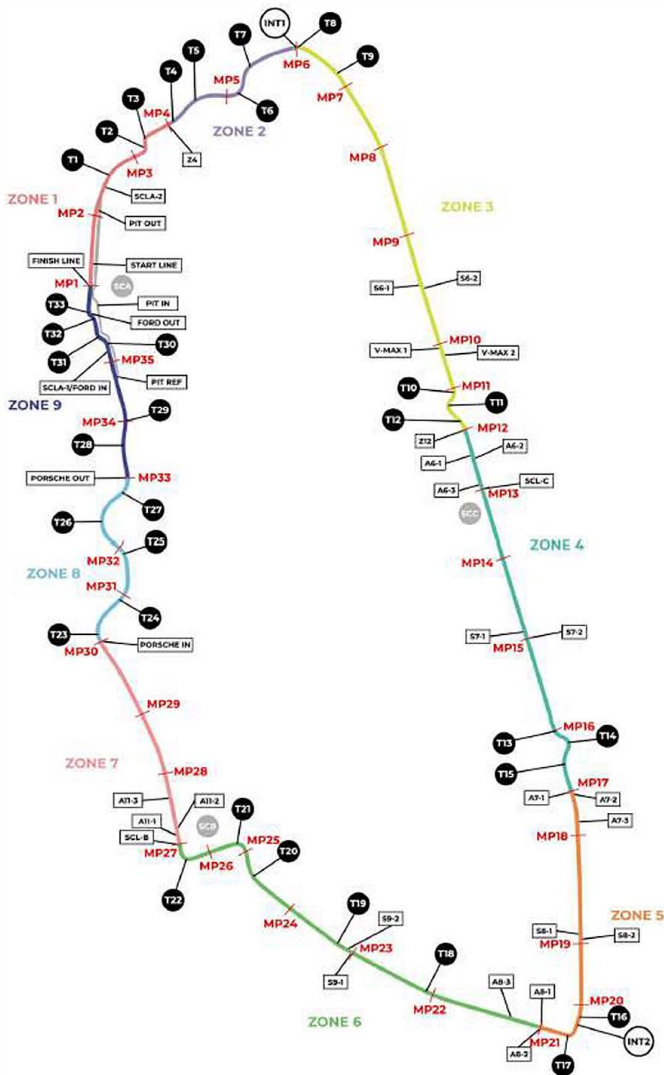 INT1
T8
T7
MP6
T5
T9
T4
MP5
MP7
T3
MP4
T6
T2
ZONE 2
MP8
T1
MP3
Z4
SCLA-2
ZONE 1
ZONE 3
MP2
PIT OUT
MP9
FINISH LINE
START LINE
S6-2
MP1
SCA
S6-1
T33
PIT IN
T32
FORD OUT
T31
T30
MP10
V-MAX 1
V-MAX 2
MP35
SCLA-1/FORD IN
PIT REF
T10
MP11
ZONE 9
T11
T29
MP34
T12
MP12
T28
Z12
A6-2
A6-1
PORSCHE OUT
MP33
A6-3
SCL-C
MP13
T27
SCC
T26
T25
MP32
ZONE 4
MP14
ZONE 8
MP31
T24
T23
S7-1
S7-2
MP30
PORSCHE IN
MP15
MP29
MP16
T13
T14
ZONE 7
MP28
T15
MP17
A11-3
A11-2
A7-1
A7-2
T21
A11-1
SCB
A7-3
SCL-B
MP18
MP27
MP26
MP25
T20
T22
T19
MP24
S9-2
ZONE 5
S8-1
S8-2
MP23
MP19
T18
S9-1
A8-3
A8-1
MP20
MP22
T16
ZONE 6
MP21
INT2
A8-2
T17